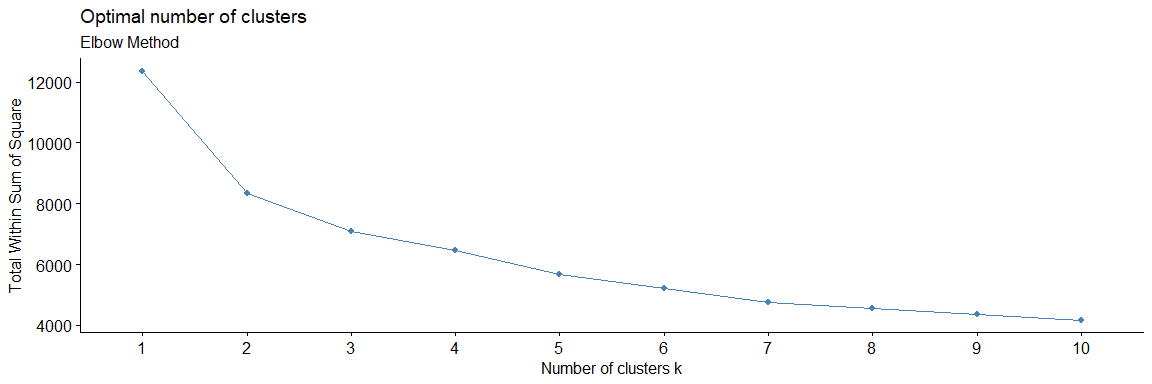 Optimal number of clusters
Elbow Method
Total Within Sum of Square
12000
10000
8000
6000
4000
1 2 3 4 5 6 7 8 9 10
Number of clusters k